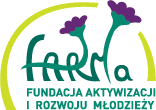 FARMa
FUNDACJA AKTYWIZACJI
I ROZWOJU MŁODZIEŻY